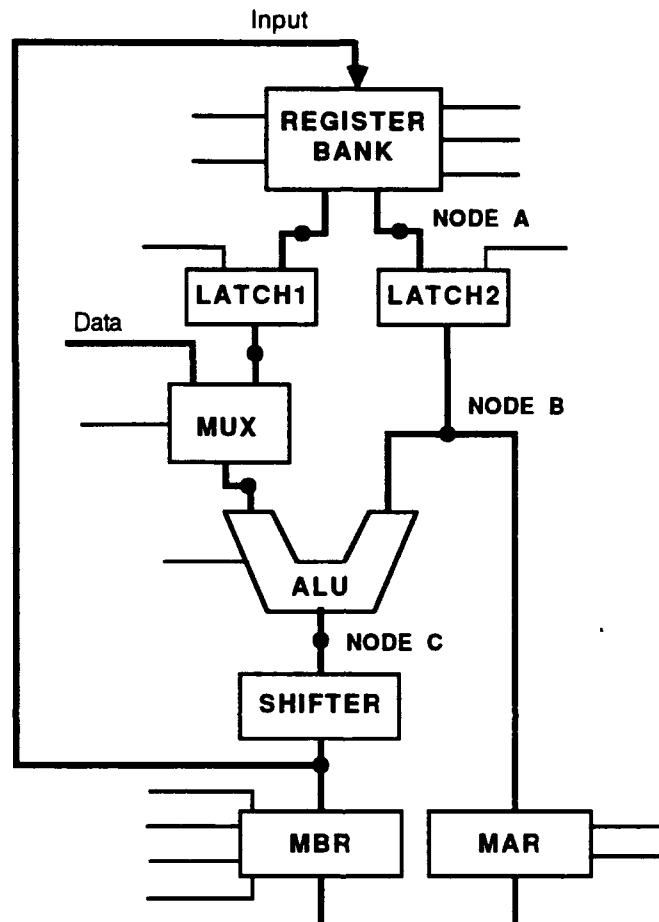 Input
REGISTER
BANK
NODE A
LATCH1
LATCH2
Data
NODE B
MUX
ALU
NODE C
SHIFTER
MBR
MAR